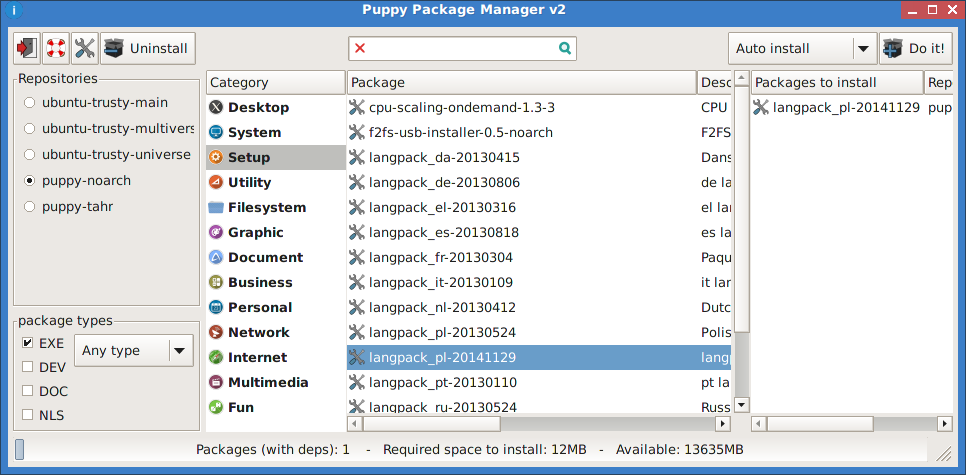 Puppy Package Manager v2
Uninstall
Auto install
Do it!
Repositories
ubuntu-trusty-main
ubuntu-trusty-multivers
ubuntu-trusty-universe
puppy-noarch
puppy-tahr
package types
EXE
DEV
DOC
NLS
Any type
Category
Desktop
System
Setup
Utility
Filesystem
Graphic
Document
Business
Personal
Network
Internet
Multimedia
Fun
Package Desc
cpu-scaling-ondemand-1.3-3 CPU
f2fs-usb-installer-0.5-noarch F2FS
langpack_da-20130415 Dans
langpack_de-20130806 de la
langpack_el-20130316 el lan
langpack_es-20130818 es lan
langpack_fr-20130304 Paqu
langpack_it-20130109 it lan
langpack_nl-20130412 Dutc
langpack_pl-20130524 Polis
langpack_pl-20141129 lang
langpack_pt-20130110 pt lan
langpack_ru-20130524 Russ
Packages to install Rep
langpack_pl-20141129 pup
Packages (with deps): 1 - Required space to install: 12MB - Available: 13635MB